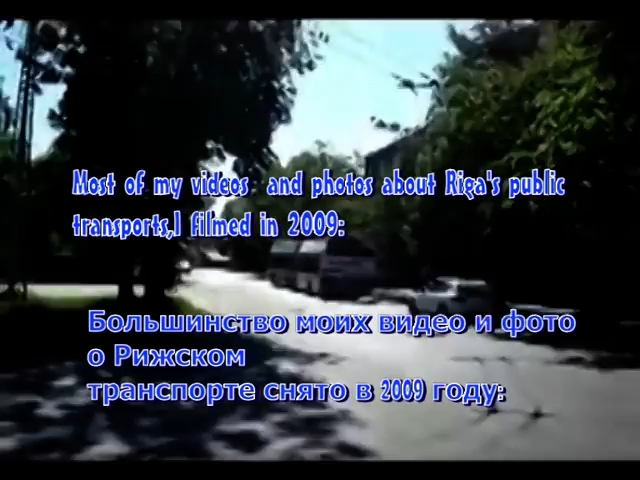 Most of my videos and photos about Riga's public
transports,I filmed in 2009:
Большинство моих видео и фото
о Рижском
транспорте снято в 2009 году: